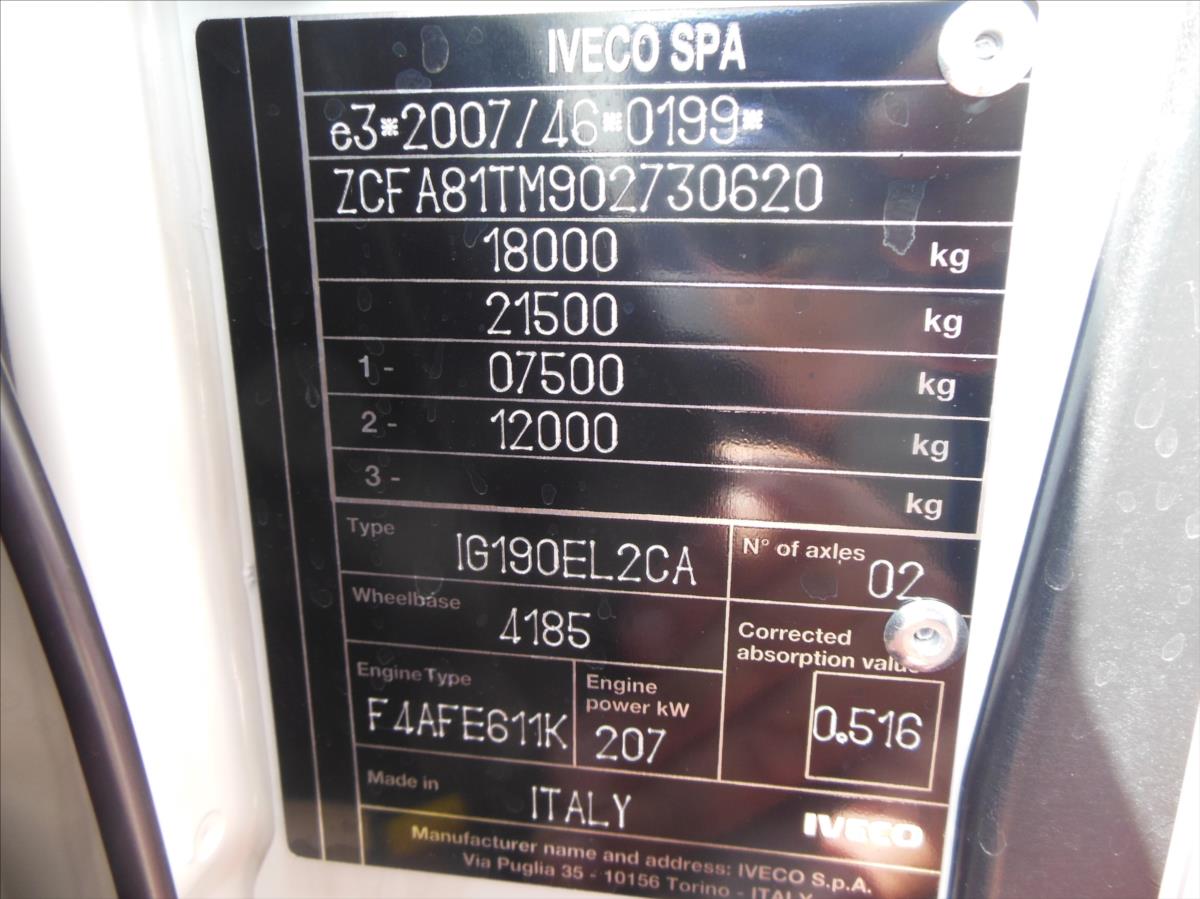 IVECO SPA
e3*2007/46*0199*
ZCFA81TM902730620
18000 kg
21500 kg
1- 07500 kg
2- 12000 kg
3- kg
Type IG190EL2CA
N° of axles 02
Wheelbase 4185
Corrected
absorption value
Engine Type F4AFE611K
Engine
power kW
207
0.516
Made in ITALY
IVECO
Manufacturer name and address: IVECO S.p.A.
Via Puglia 35 - 10156 Torino - ITALY